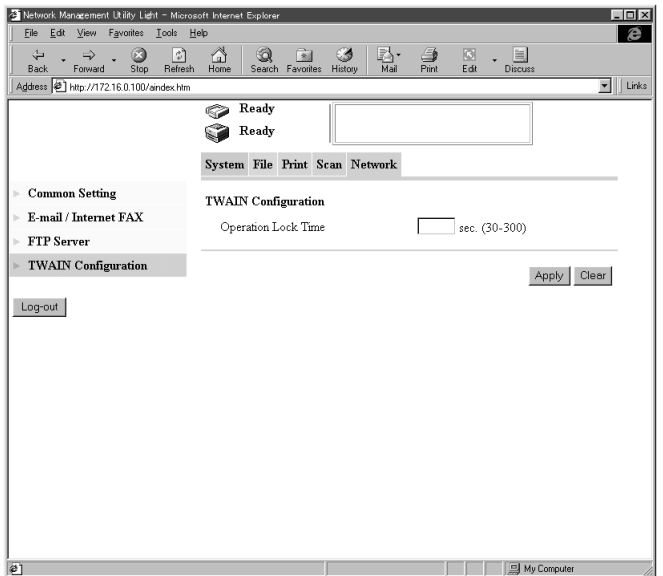 Network Management Utility Light - Microsoft Internet Explorer
File Edit View Favorites Tools Help
Back Forward Stop Refresh Home Search Favorites History Mail Print Edit Discuss
Address http://172.16.0.100/aindex.htm Links
Ready
Ready
System File Print Scan Network
Common Setting
E-mail / Internet FAX
FTP Server
TWAIN Configuration
Log-out
TWAIN Configuration
Operation Lock Time sec. (30-300)
Apply Clear
My Computer